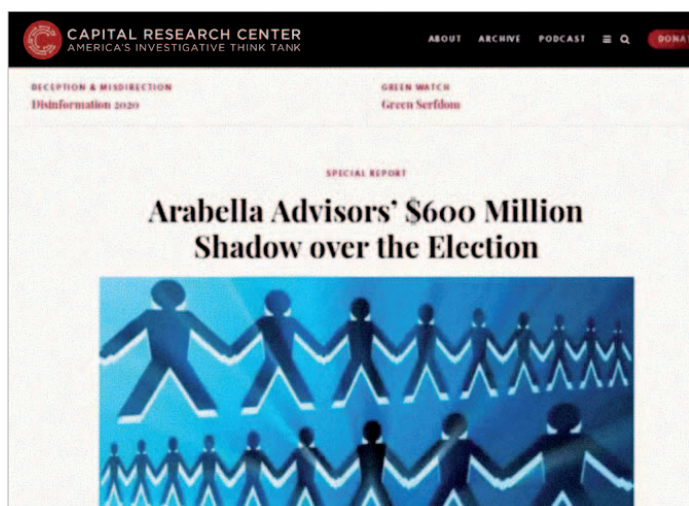 CAPITAL RESEARCH CENTER
AMERICA'S INVESTIGATIVE THINK TANK
ABOUT ARCHIVE PODCAST
DECEPTION & MISDIRECTION
Disinformation 2020
GREEN WATCH
Green Serfdom
SPECIAL REPORT
Arabella Advisors' $600 Million
Shadow over the Election